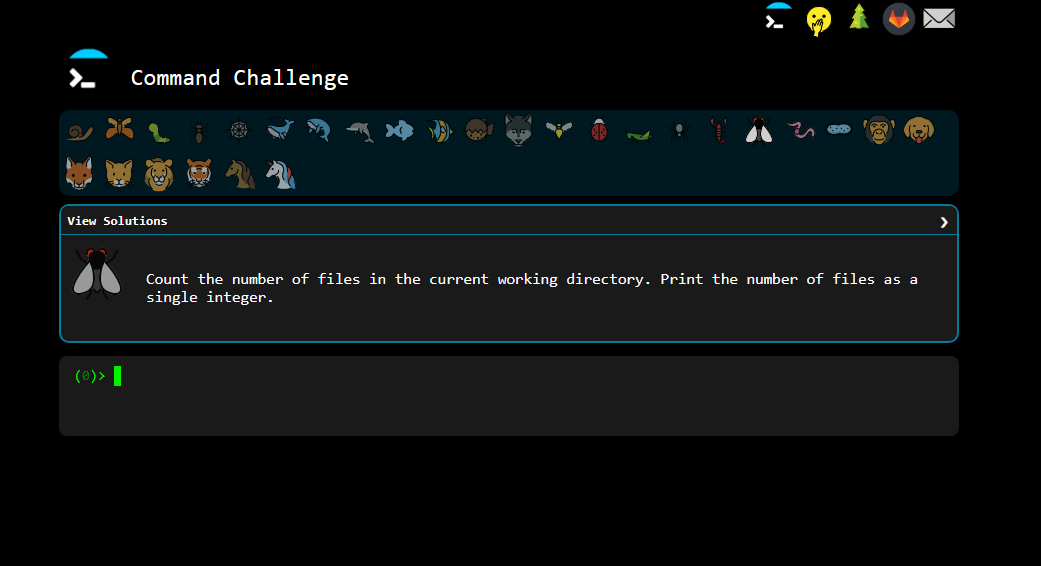 Command Challenge
View Solutions
Count the number of files in the current working directory. Print the number of files as a
single integer.
(0)>